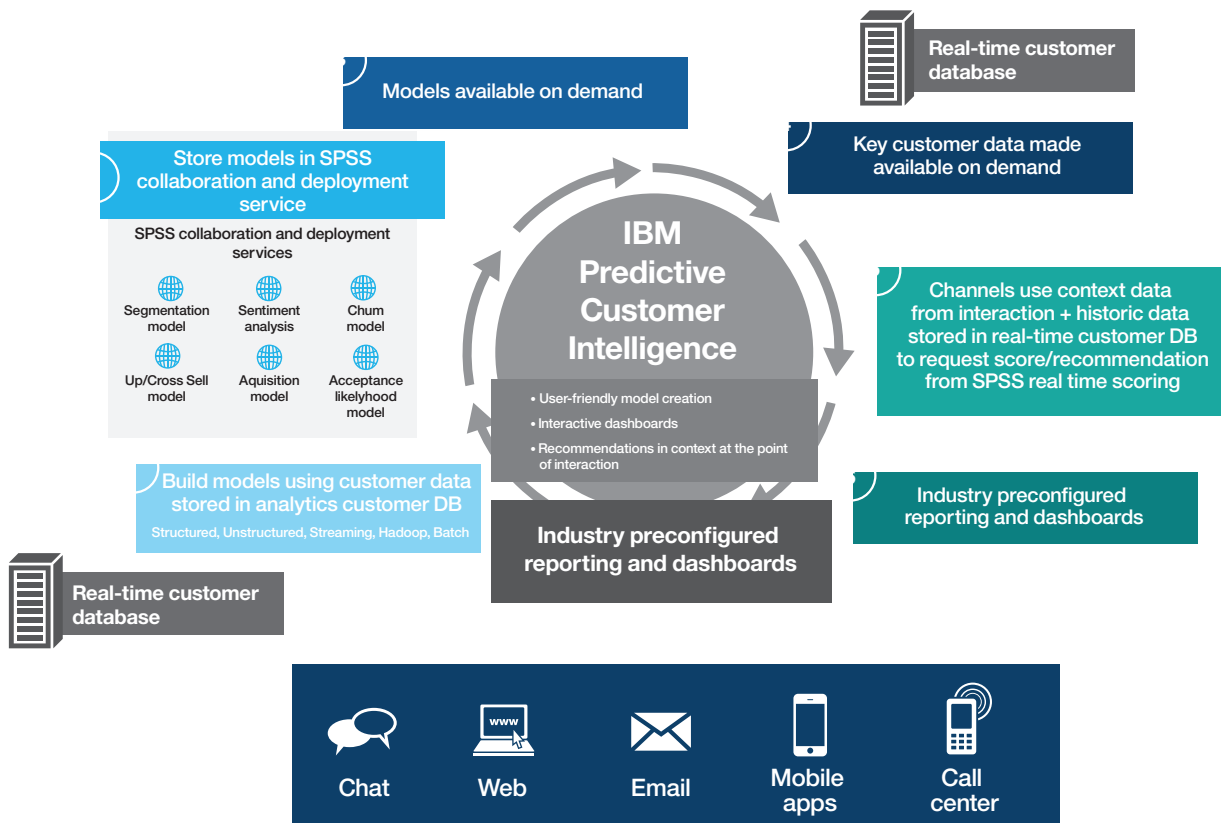 Real-time customer
database
Models available on demand
Key customer data made
available on demand
Store models in SPSS
collaboration and deployment
service
SPSS collaboration and deployment
services
Segmentation
model
Sentiment
analysis
Chum
model
Up/Cross Sell
model
Aquisition
model
Acceptance
likelyhood
model
IBM
Predictive
Customer
Intelligence
• User-friendly model creation
• Interactive dashboards
• Recommendations in context at the point
of interaction
Channels use context data
from interaction + historic data
stored in real-time customer DB
to request score/recommendation
from SPSS real time scoring
Build models using customer data
stored in analytics customer DB
Structured, Unstructured, Streaming, Hadoop, Batch
Industry preconfigured
reporting and dashboards
Industry preconfigured
reporting and dashboards
Real-time customer
database
www
Chat
Web
Email
Mobile
apps
Call
center